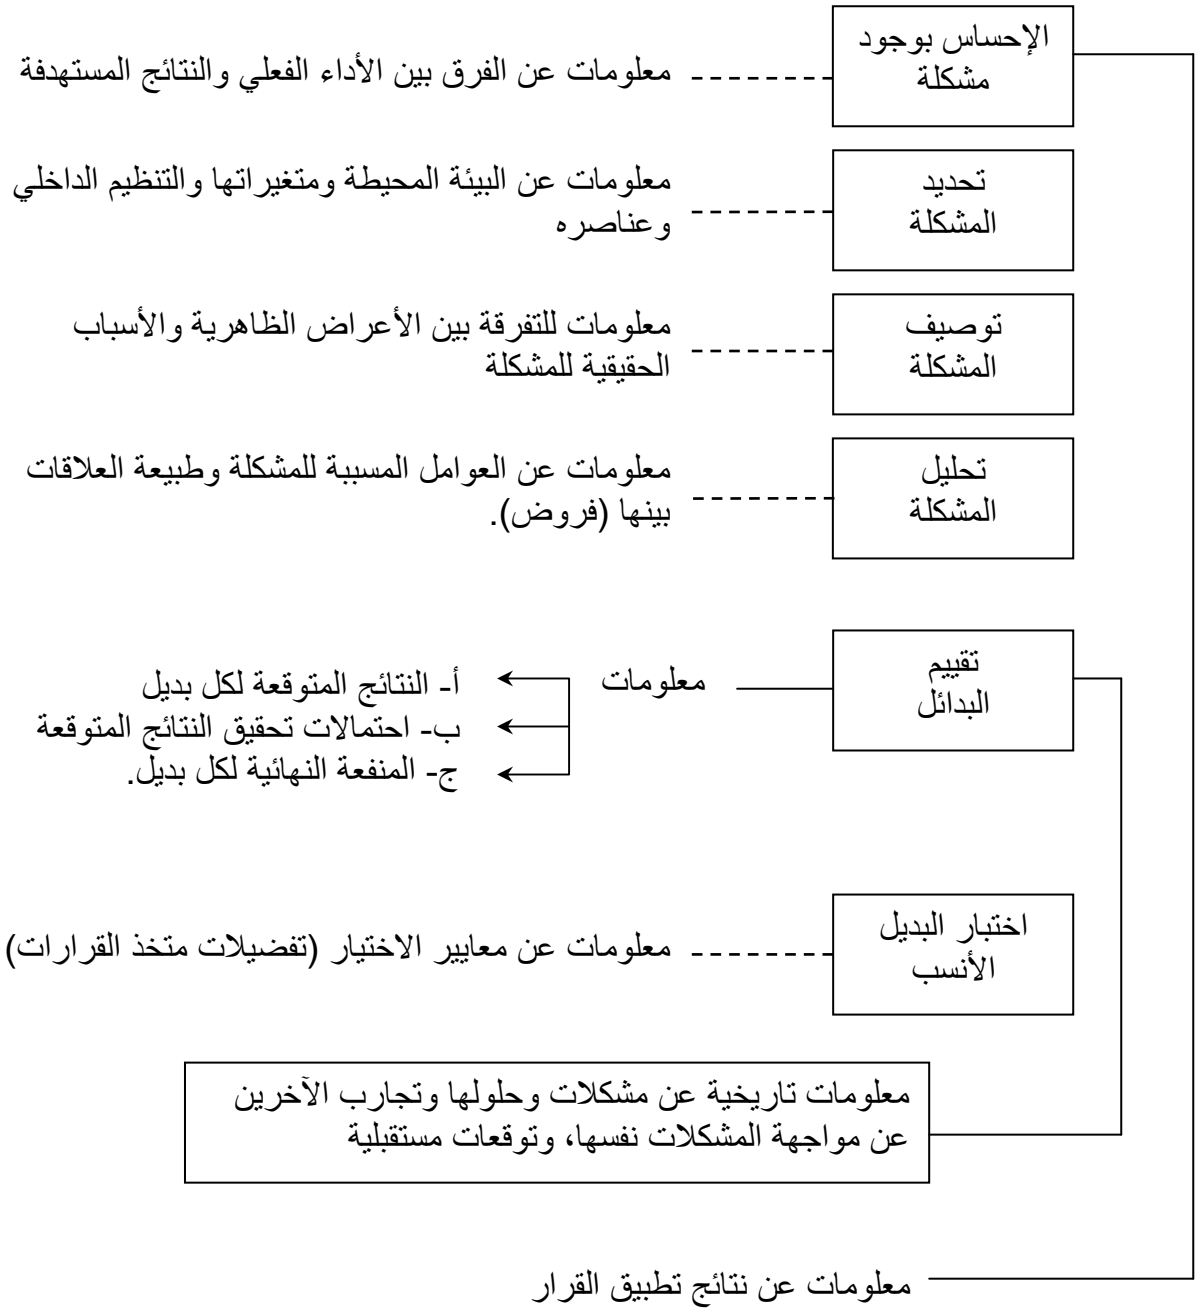 الإحساس بوجود
مشكلة
معلومات عن الفرق بين الأداء الفعلي والنتائج المستهدفة
تحديد
المشكلة
معلومات عن البيئة المحيطة ومتغيراتها والتنظيم الداخلي
وعناصره
توصيف
المشكلة
معلومات للتفرقة بين الأعراض الظاهرية والأسباب
الحقيقية للمشكلة
تحليل
المشكلة
معلومات عن العوامل المسببة للمشكلة وطبيعة العلاقات
بينها (فروض).
تقييم
البدائل
معلومات
أ- النتائج المتوقعة لكل بديل
ب- احتمالات تحقيق النتائج المتوقعة
ج- المنفعة النهائية لكل بديل.
اختبار البديل
الأنسب
معلومات عن معايير الاختيار (تفضيلات متخذ القرارات)
معلومات تاريخية عن مشكلات وحلولها وتجارب الآخرين
عن مواجهة المشكلات نفسها، وتوقعات مستقبلية
معلومات عن نتائج تطبيق القرار